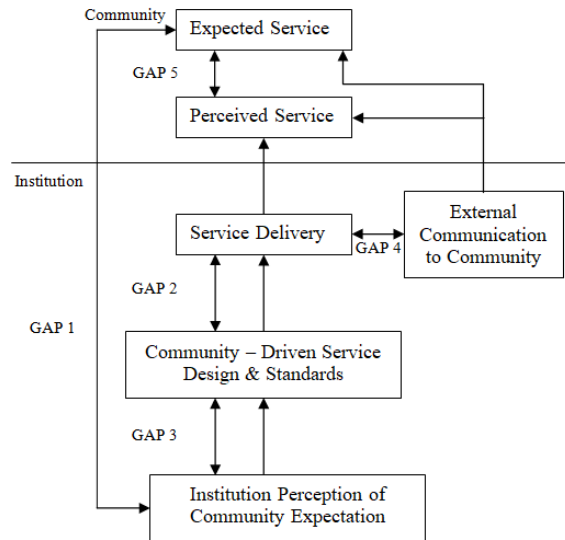 Community
Expected Service
GAP 5
Perceived Service
Institution
External
Communication
to Community
Service Delivery
GAP 4
GAP 2
GAP 1
Community – Driven Service
Design & Standards
GAP 3
Institution Perception of
Community Expectation